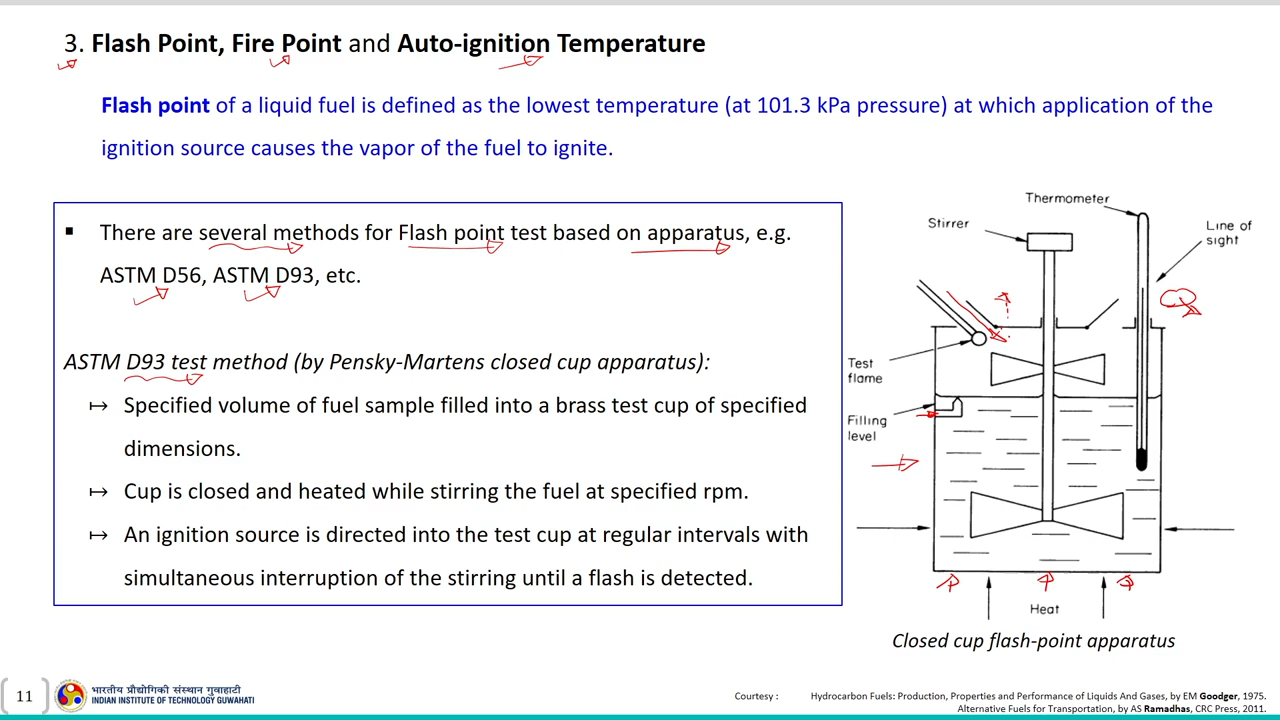 3. Flash Point, Fire Point and Auto-ignition Temperature
Flash point of a liquid fuel is defined as the lowest temperature (at 101.3 kPa pressure) at which application of the
ignition source causes the vapor of the fuel to ignite.
▪ There are several methods for Flash point test based on apparatus, e.g.
ASTM D56, ASTM D93, etc.
ASTM D93 test method (by Pensky-Martens closed cup apparatus):
↦ Specified volume of fuel sample filled into a brass test cup of specified
dimensions.
↦ Cup is closed and heated while stirring the fuel at specified rpm.
↦ An ignition source is directed into the test cup at regular intervals with
simultaneous interruption of the stirring until a flash is detected.
Thermometer
Stirrer
Line of
sight
Test
flame
Filling
level
Heat
Closed cup flash-point apparatus
11
भारतीय प्रौद्योगिकी संस्थान गुवाहाटी
INDIAN INSTITUTE OF TECHNOLOGY GUWAHATI
Courtesy : Hydrocarbon Fuels: Production, Properties and Performance of Liquids And Gases, by EM Goodger, 1975.
Alternative Fuels for Transportation, by AS Ramadhas, CRC Press, 2011.